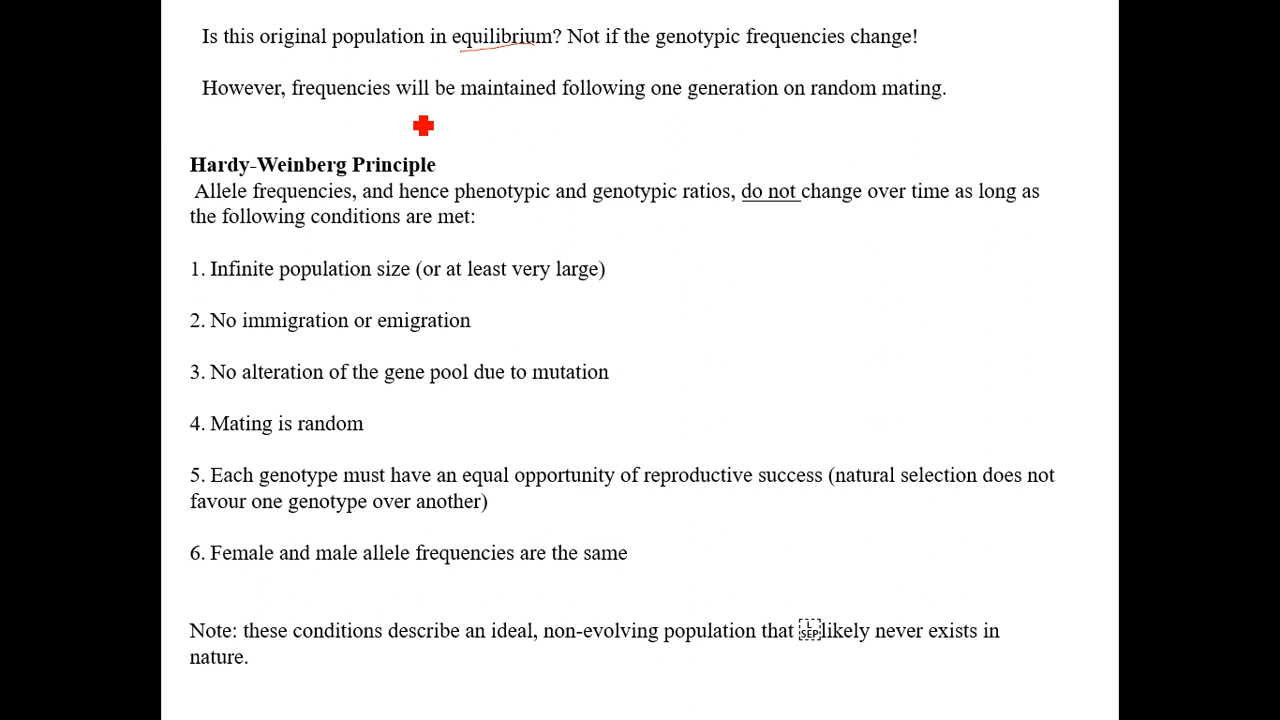 Is this original population in equilibrium? Not if the genotypic frequencies change!
However, frequencies will be maintained following one generation on random mating.
Hardy-Weinberg Principle
Allele frequencies, and hence phenotypic and genotypic ratios, do not change over time as long as
the following conditions are met:
1. Infinite population size (or at least very large)
2. No immigration or emigration
3. No alteration of the gene pool due to mutation
4. Mating is random
5. Each genotype must have an equal opportunity of reproductive success (natural selection does not
favour one genotype over another)
6. Female and male allele frequencies are the same
Note: these conditions describe an ideal, non-evolving population that L SEP likely never exists in
nature.